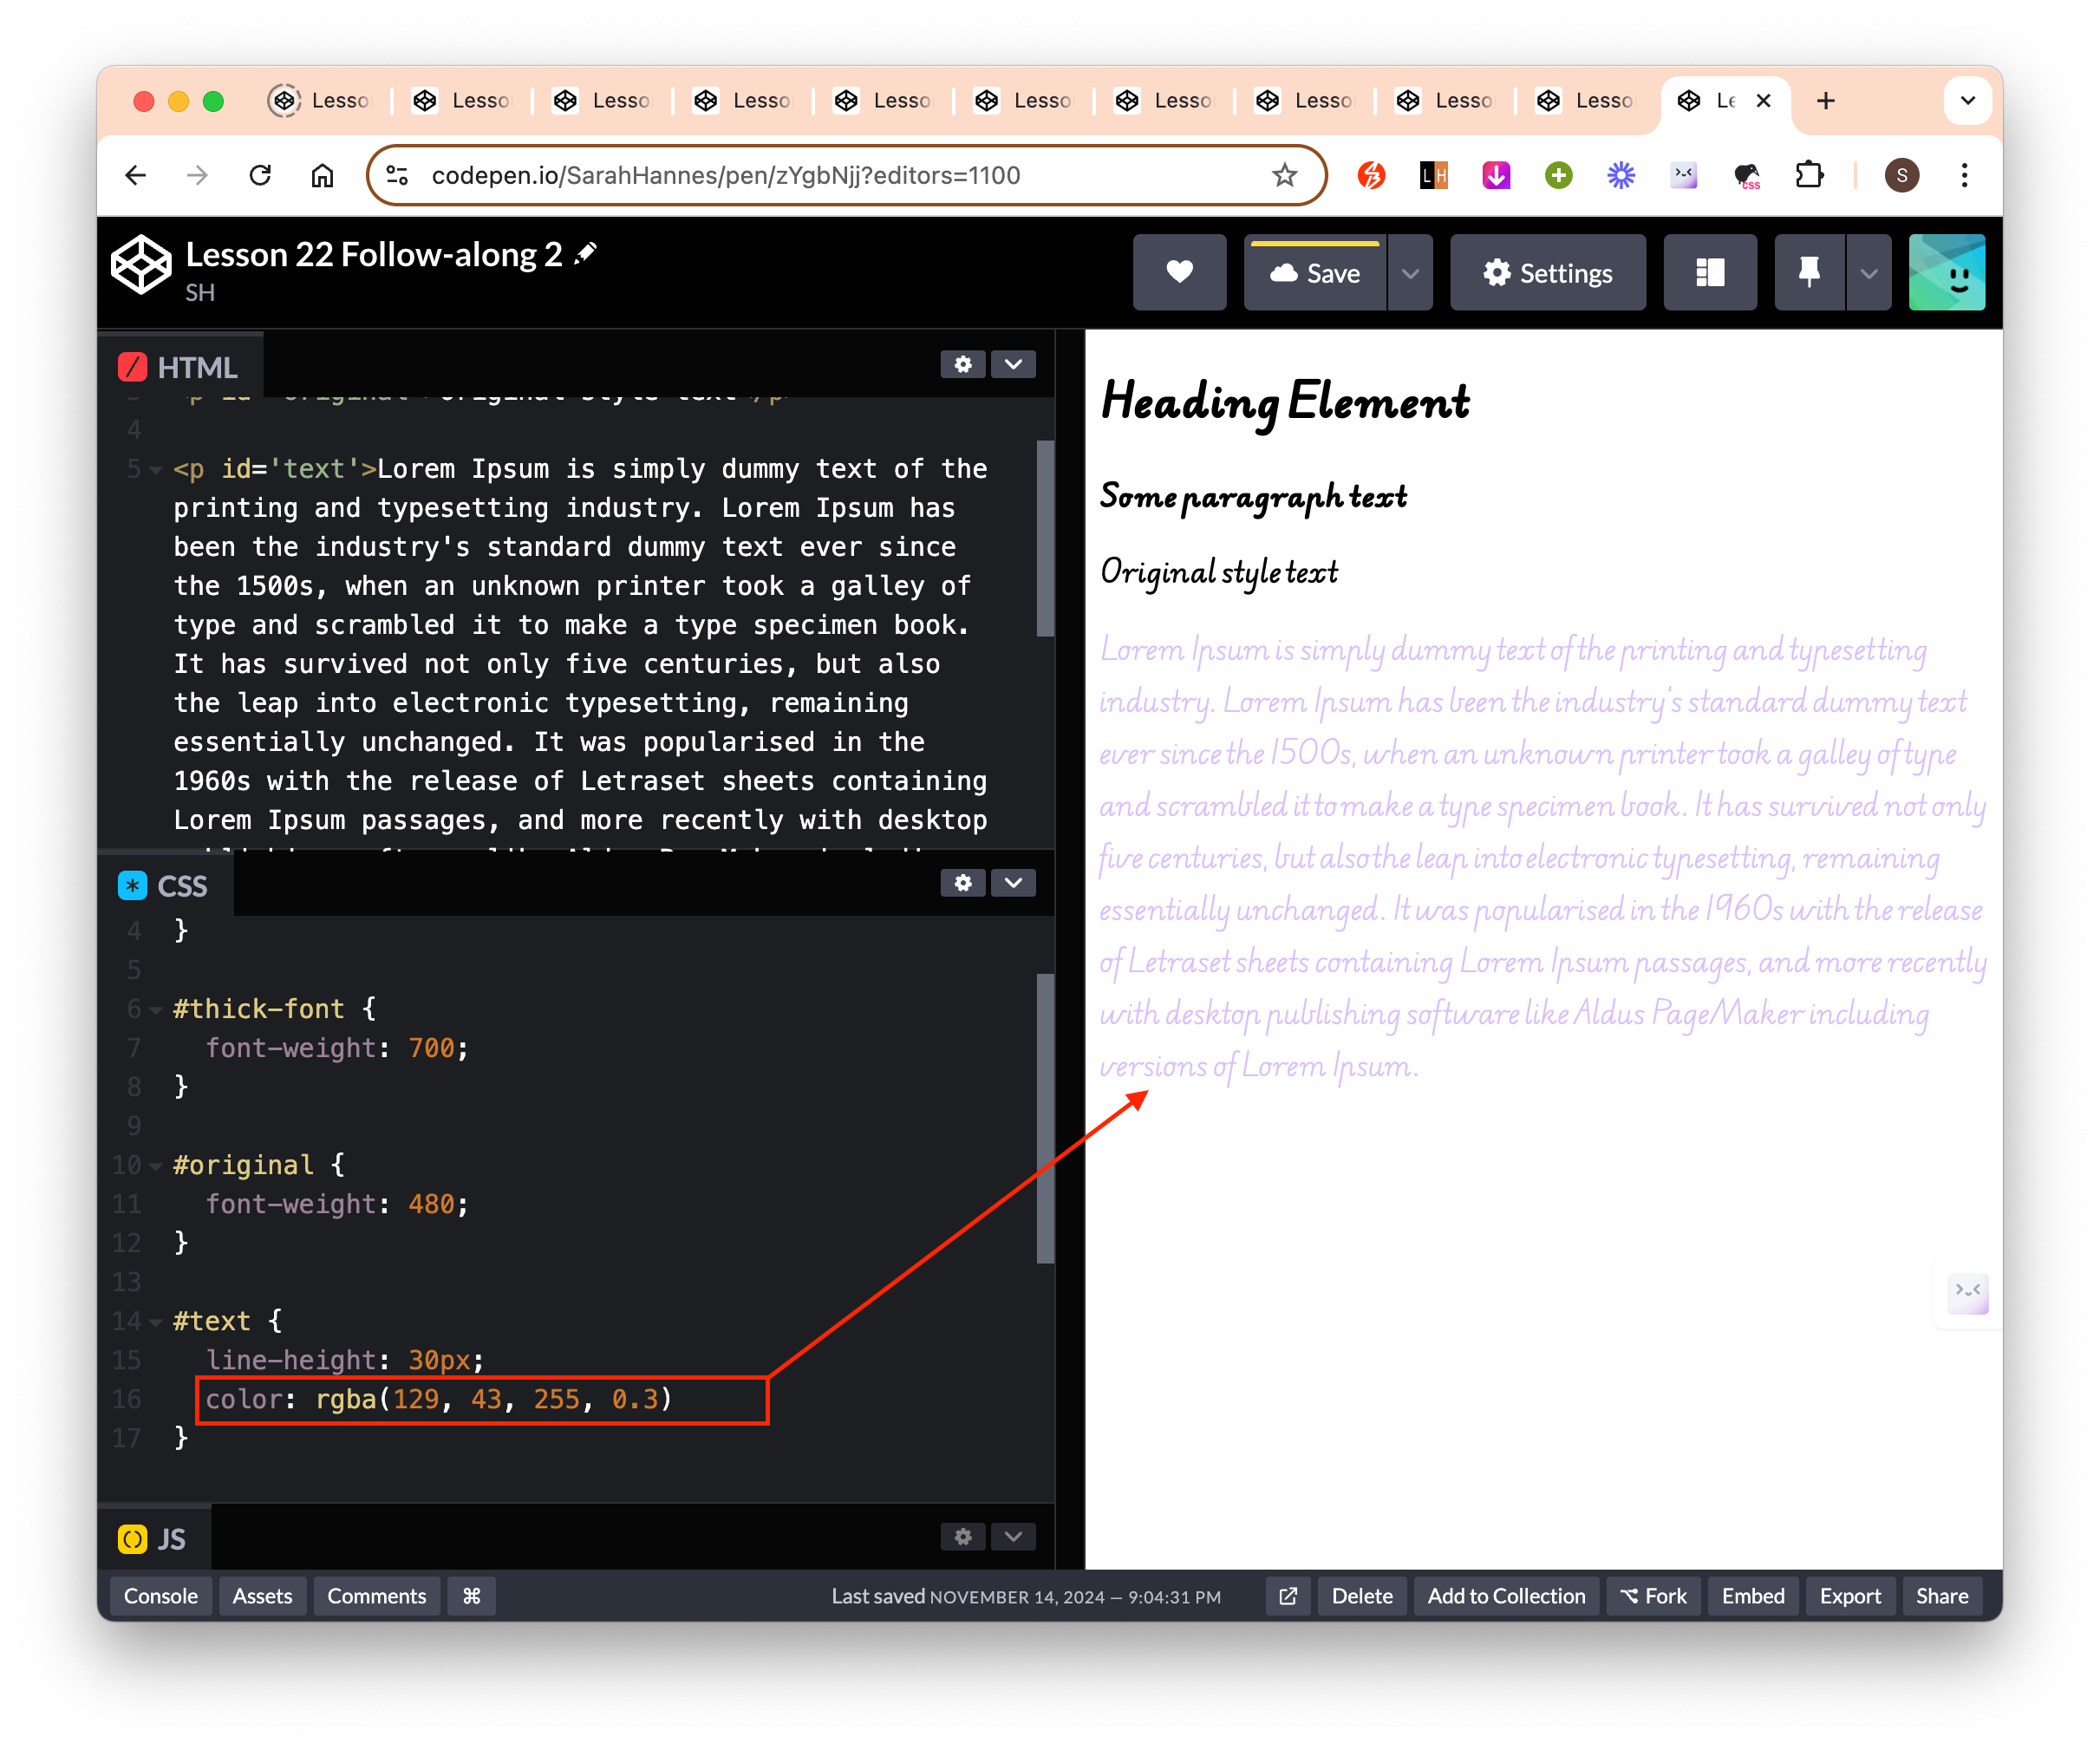 Lesso
Lesso
Lesso
Lesso
Lesso
Lesso
Lesso
Lesso
Lesso
Lesso
Le
codepen.io/SarahHannes/pen/zYgbNjj?editors=1100
LH
css
S
Lesson 22 Follow-along 2
SH
Save
Settings
HTML
4
5 <p id='text'>Lorem Ipsum is simply dummy text of the
printing and typesetting industry. Lorem Ipsum has
been the industry's standard dummy text ever since
the 1500s, when an unknown printer took a galley of
type and scrambled it to make a type specimen book.
It has survived not only five centuries, but also
the leap into electronic typesetting, remaining
essentially unchanged. It was popularised in the
1960s with the release of Letraset sheets containing
Lorem Ipsum passages, and more recently with desktop
CSS
4 }
5
6 #thick-font {
7 font-weight: 700;
8 }
9
10 #original {
11 font-weight: 480;
12 }
13
14 #text {
15 line-height: 30px;
16 color: rgba(129, 43, 255, 0.3)
17 }
JS
Heading Element
Some paragraph text
Original style text
Lorem Ipsum is simply dummy text of the printing and typesetting
industry. Lorem Ipsum has been the industry's standard dummy text
ever since the 1500s, when an unknown printer took a galley of type
and scrambled it to make a type specimen book. It has survived not only
five centuries, but also the leap into electronic typesetting, remaining
essentially unchanged. It was popularised in the 1960s with the release
of Letraset sheets containing Lorem Ipsum passages, and more recently
with desktop publishing software like Aldus PageMaker including
versions of Lorem Ipsum.
Console
Assets
Comments
⌘
Last saved NOVEMBER 14, 2024 — 9:04:31 PM
Delete
Add to Collection
Fork
Embed
Export
Share